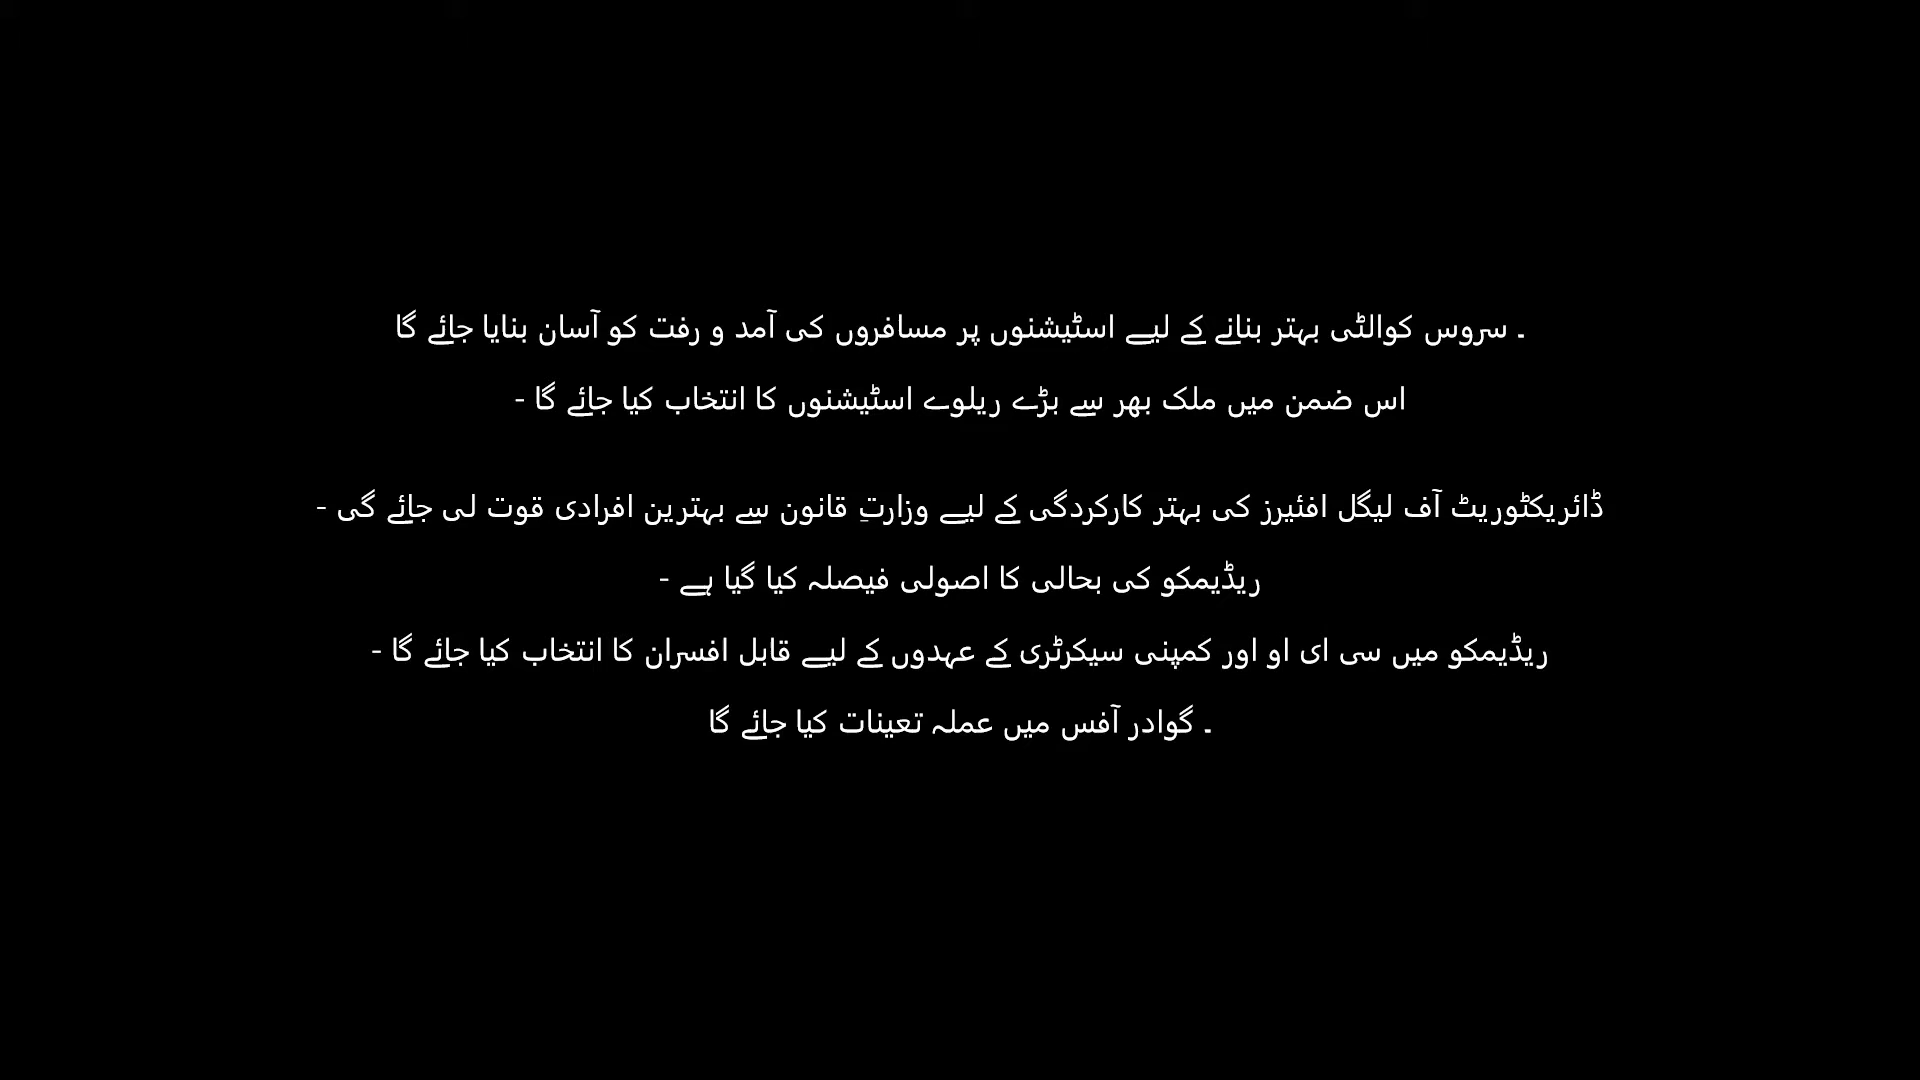 ۔ سروس کوالٹی بہتر بنانے کے لیے اسٹیشنوں پر مسافروں کی آمد و رفت کو آسان بنایا جائے گا
اس ضمن میں ملک بھر سے بڑے ریلوے اسٹیشنوں کا انتخاب کیا جائے گا -
ڈائریکٹوریٹ آف لیگل افئیرز کی بہتر کارکردگی کے لیے وزارتِ قانون سے بہترین افرادی قوت لی جائے گی -
ریڈیمکو کی بحالی کا اصولی فیصلہ کیا گیا ہے -
ریڈیمکو میں سی ای او اور کمپنی سیکرٹری کے عہدوں کے لیے قابل افسران کا انتخاب کیا جائے گا -
۔ گوادر آفس میں عملہ تعینات کیا جائے گا